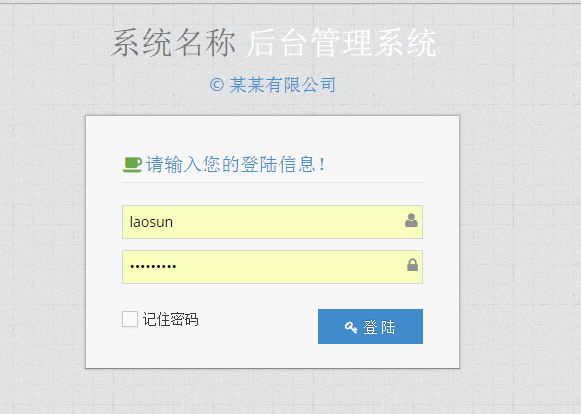 系统名称 后台管理系统
© 某某有限公司
请输入您的登陆信息！
laosun
•••••••••
记住密码
登 陆